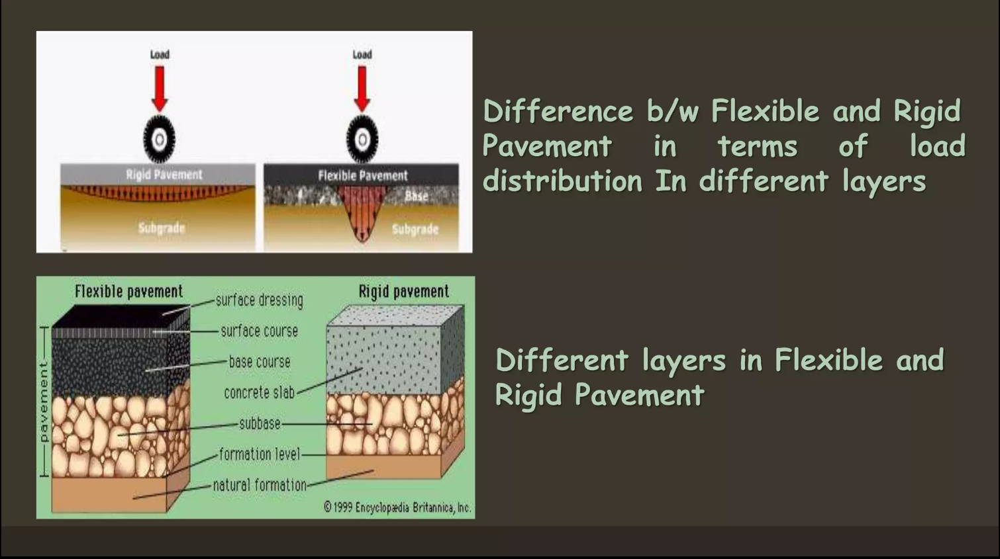 Load
Load
Rigid Pavement
Flexible Pavement
Base
Subgrade
Subgrade
Difference b/w Flexible and Rigid
Pavement in terms of load
distribution In different layers
Flexible pavement
Rigid pavement
surface dressing
surface course
base course
concrete slab
subbase
formation level
natural formation
pavement
© 1999 Encyclopædia Britannica, Inc.
Different layers in Flexible and
Rigid Pavement